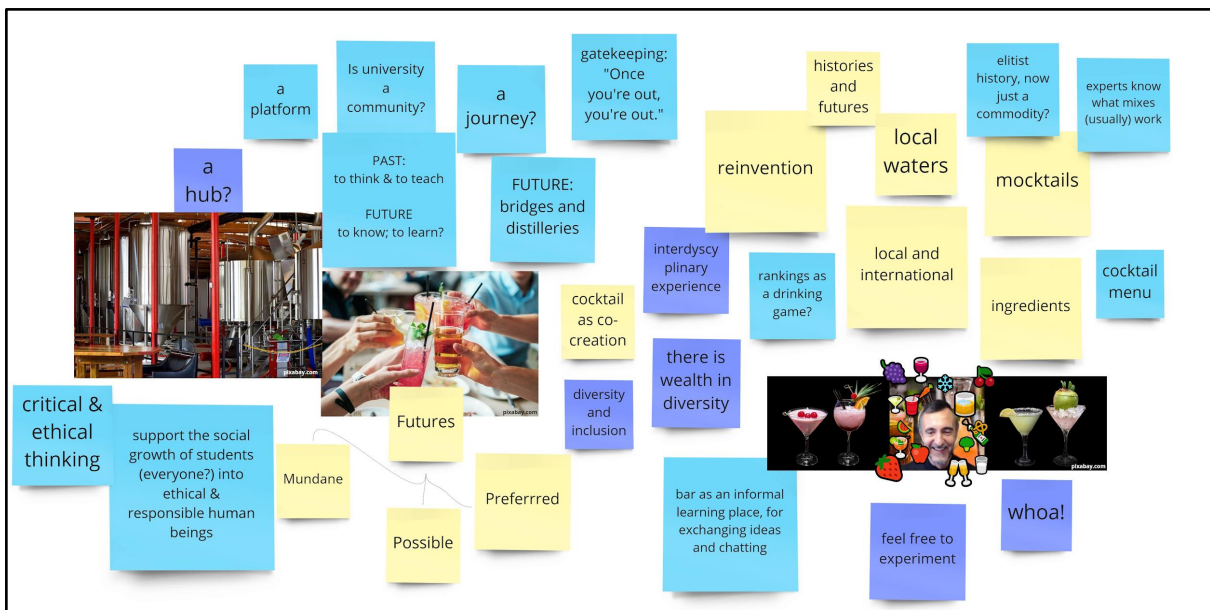 a
platform
Is university
a
community?
a
journey?
gatekeeping:
"Once
you're out,
you're out."
a
hub?
PAST:
to think & to teach
FUTURE
to know; to learn?
FUTURE:
bridges and
distilleries
histories
and
futures
elitist
history, now
just a
commodity?
experts know
what mixes
(usually) work
reinvention
local
waters
mocktails
interdyscy
plinary
experience
rankings as
a drinking
game?
local and
international
ingredients
cocktail
menu
pixabay.com
cocktail
as co-
creation
pixabay.com
diversity
and
inclusion
there is
wealth in
diversity
pixabay.com
critical &
ethical
thinking
support the social
growth of students
(everyone?) into
ethical &
responsible human
beings
Futures
Mundane
Possible
Preferrred
bar as an informal
learning place, for
exchanging ideas
and chatting
feel free to
experiment
whoa!